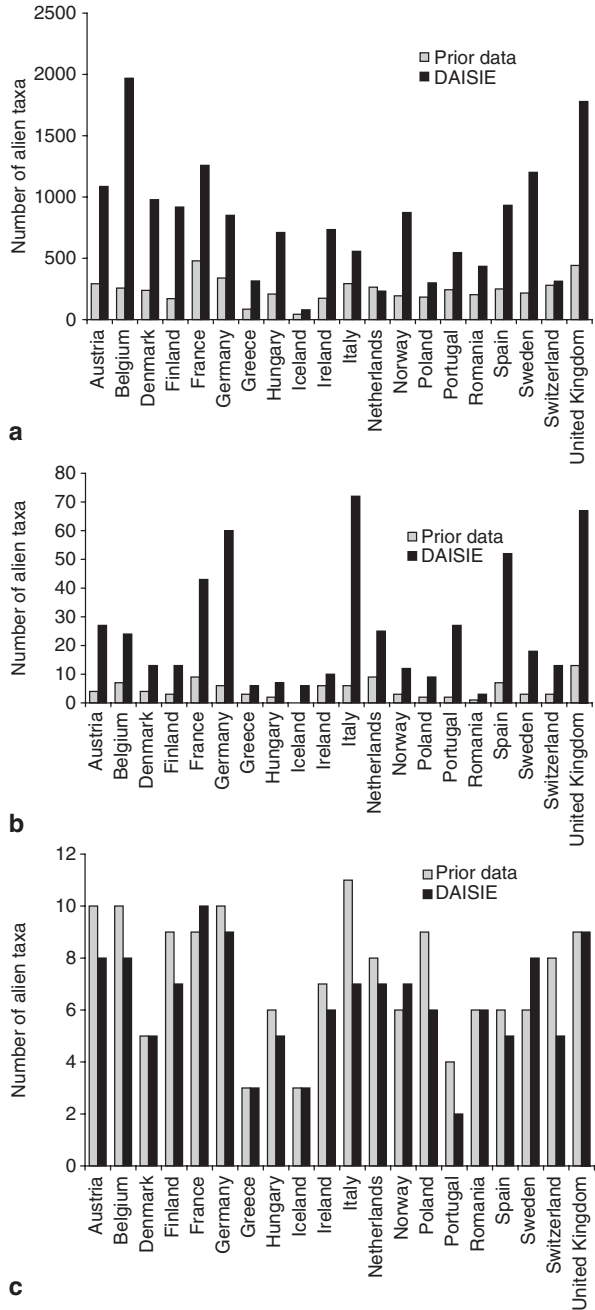 2500
2000
1500
1000
500
0
Number of alien taxa
Prior data
DAISIE
Austria
Belgium
Denmark
Finland
France
Germany
Greece
Hungary
Iceland
Ireland
Italy
Netherlands
Norway
Poland
Portugal
Romania
Spain
Sweden
Switzerland
United Kingdom
a
80
70
60
50
40
30
20
10
0
Number of alien taxa
Prior data
DAISIE
Austria
Belgium
Denmark
Finland
France
Germany
Greece
Hungary
Iceland
Ireland
Italy
Netherlands
Norway
Poland
Portugal
Romania
Spain
Sweden
Switzerland
United Kingdom
b
12
10
8
6
4
2
0
Number of alien taxa
Prior data
DAISIE
Austria
Belgium
Denmark
Finland
France
Germany
Greece
Hungary
Iceland
Ireland
Italy
Netherlands
Norway
Poland
Portugal
Romania
Spain
Sweden
Switzerland
United Kingdom
c